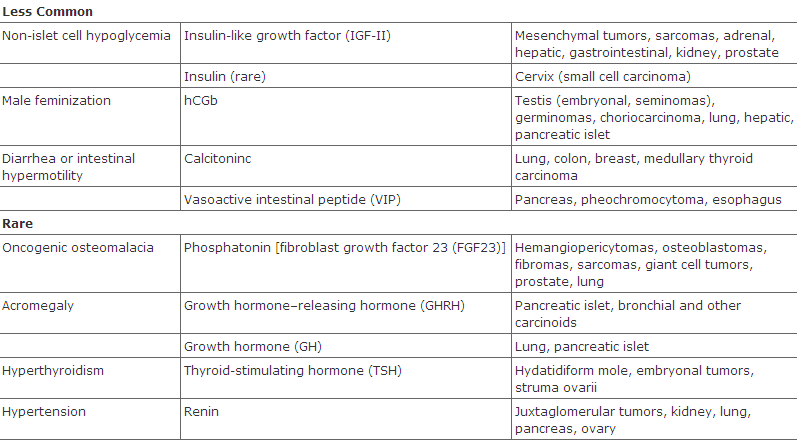 Less Common
Non-islet cell hypoglycemia Insulin-like growth factor (IGF-II) Mesenchymal tumors, sarcomas, adrenal,
hepatic, gastrointestinal, kidney, prostate
Insulin (rare) Cervix (small cell carcinoma)
Male feminization hCGb Testis (embryonal, seminomas),
germinomas, choriocarcinoma, lung, hepatic,
pancreatic islet
Diarrhea or intestinal Calcitoninc Lung, colon, breast, medullary thyroid
hypermotility carcinoma
Vasoactive intestinal peptide (VIP) Pancreas, pheochromocytoma, esophagus
Rare
Oncogenic osteomalacia Phosphatonin [fibroblast growth factor 23 (FGF23)] Hemangiopericytomas, osteoblastomas,
fibromas, sarcomas, giant cell tumors,
prostate, lung
Acromegaly Growth hormone–releasing hormone (GHRH) Pancreatic islet, bronchial and other
carcinoids
Growth hormone (GH) Lung, pancreatic islet
Hyperthyroidism Thyroid-stimulating hormone (TSH) Hydatidiform mole, embryonal tumors,
struma ovarii
Hypertension Renin Juxtaglomerular tumors, kidney, lung,
pancreas, ovary